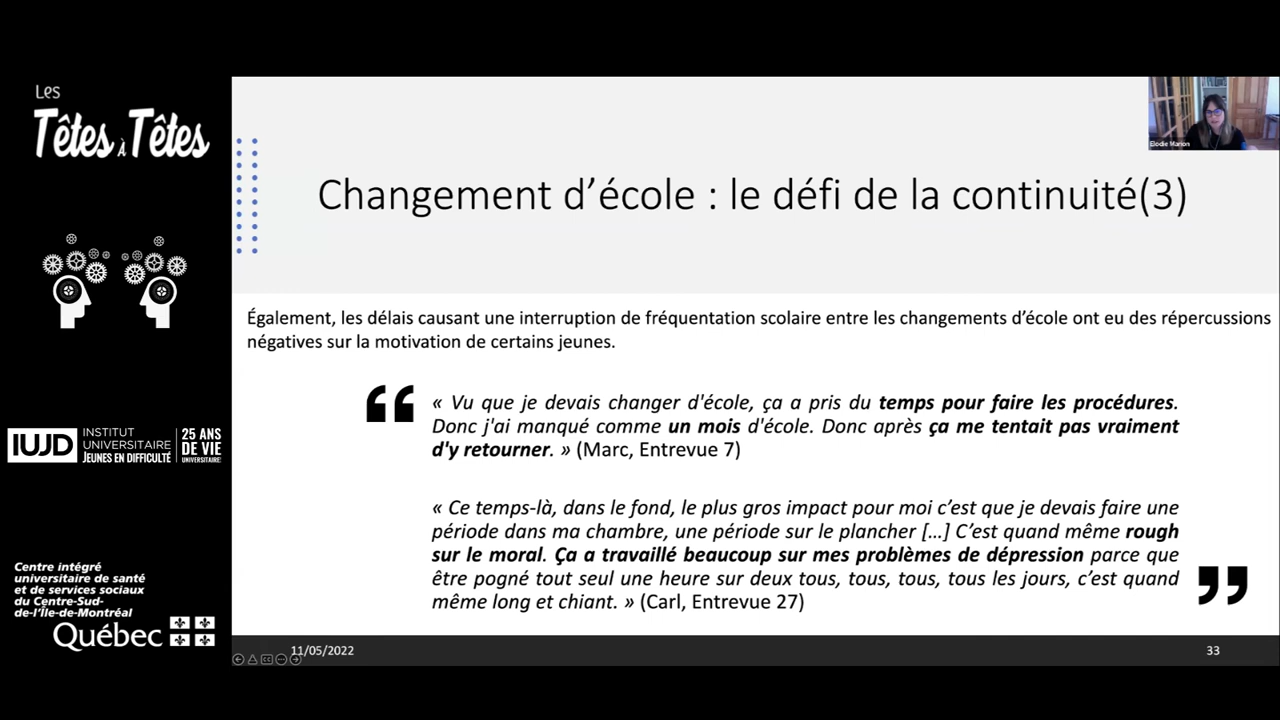 Les
Têtes à Têtes
IUJD
INSTITUT
UNIVERSITAIRE
JEUNES EN DIFFICULTÉ
25 ANS
DE VIE
UNIVERSITAIRE!
Centre intégré
universitaire de santé
et de services sociaux
du Centre-Sud-
de-l'Île-de-Montréal
Québec
Elodie Marion
Changement d’école : le défi de la continuité(3)
Également, les délais causant une interruption de fréquentation scolaire entre les changements d’école ont eu des répercussions
négatives sur la motivation de certains jeunes.
“
« Vu que je devais changer d'école, ça a pris du temps pour faire les procédures.
Donc j'ai manqué comme un mois d'école. Donc après ça me tentait pas vraiment
d'y retourner. » (Marc, Entrevue 7)
« Ce temps-là, dans le fond, le plus gros impact pour moi c’est que je devais faire une
période dans ma chambre, une période sur le plancher […] C’est quand même rough
sur le moral. Ça a travaillé beaucoup sur mes problèmes de dépression parce que
être pogné tout seul une heure sur deux tous, tous, tous, tous les jours, c’est quand
même long et chiant. » (Carl, Entrevue 27)
”
11/05/2022
33